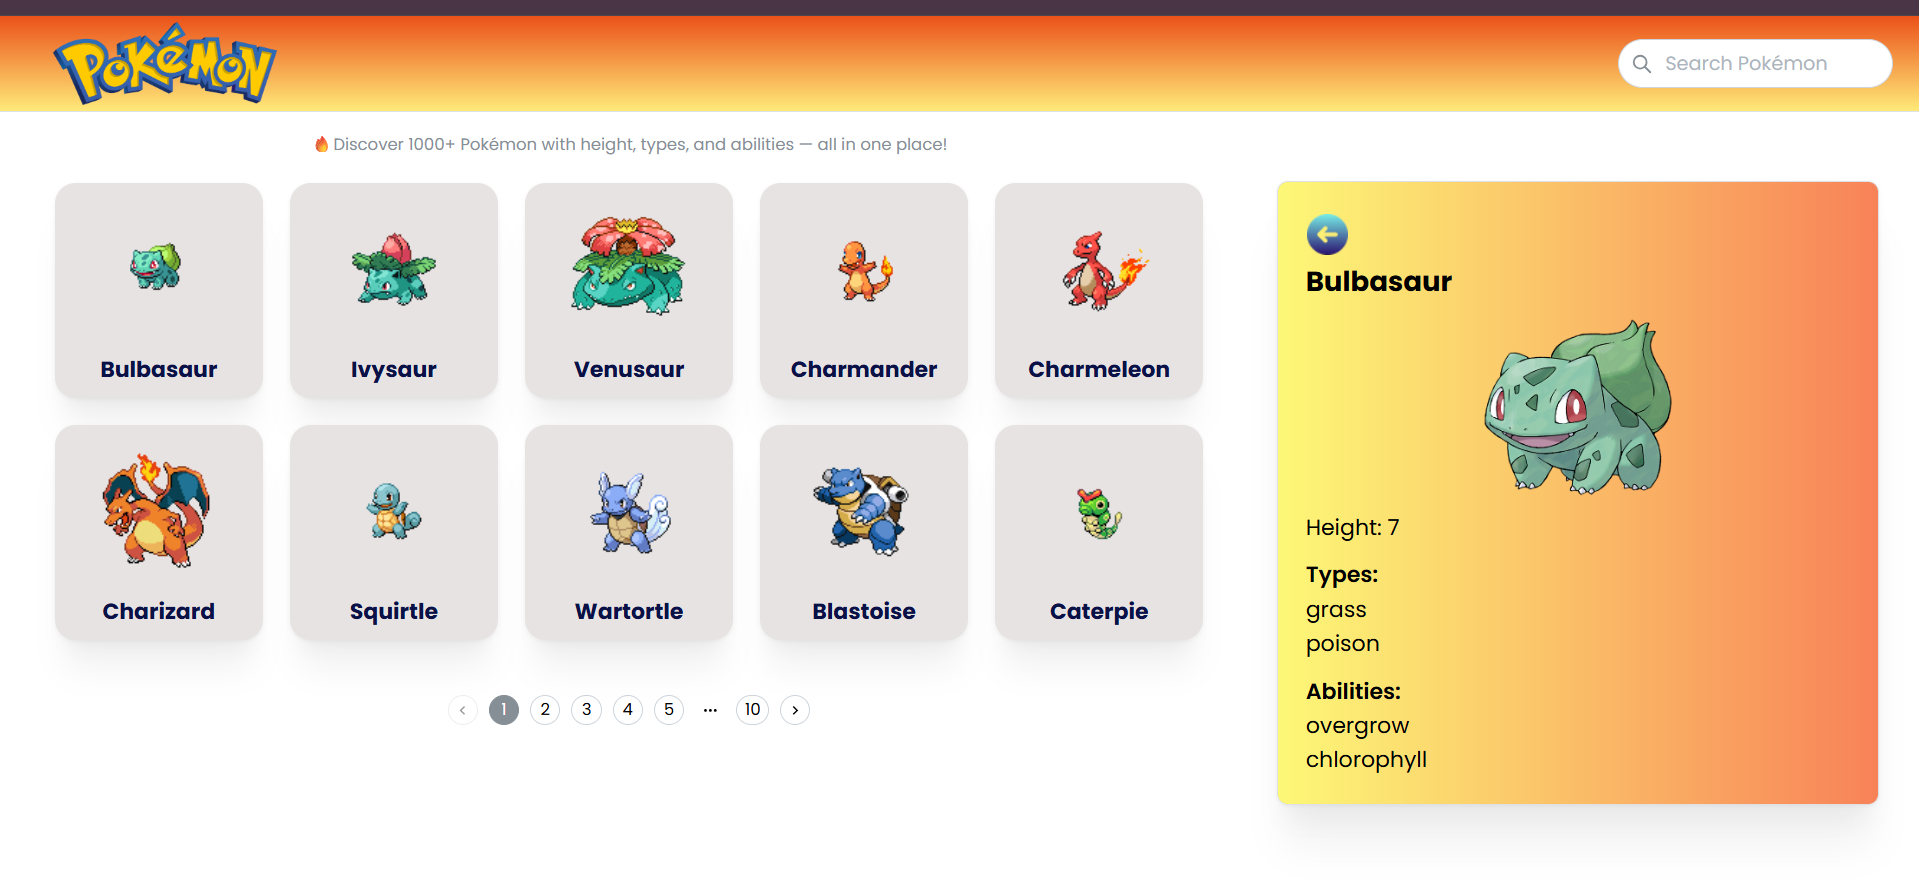 POKéMON
Search Pokémon
🔥 Discover 1000+ Pokémon with height, types, and abilities — all in one place!
Bulbasaur
Ivysaur
Venusaur
Charmander
Charmeleon
Charizard
Squirtle
Wartortle
Blastoise
Caterpie
1 2 3 4 5 ••• 10
Bulbasaur
Height: 7
Types:
grass
poison
Abilities:
overgrow
chlorophyll